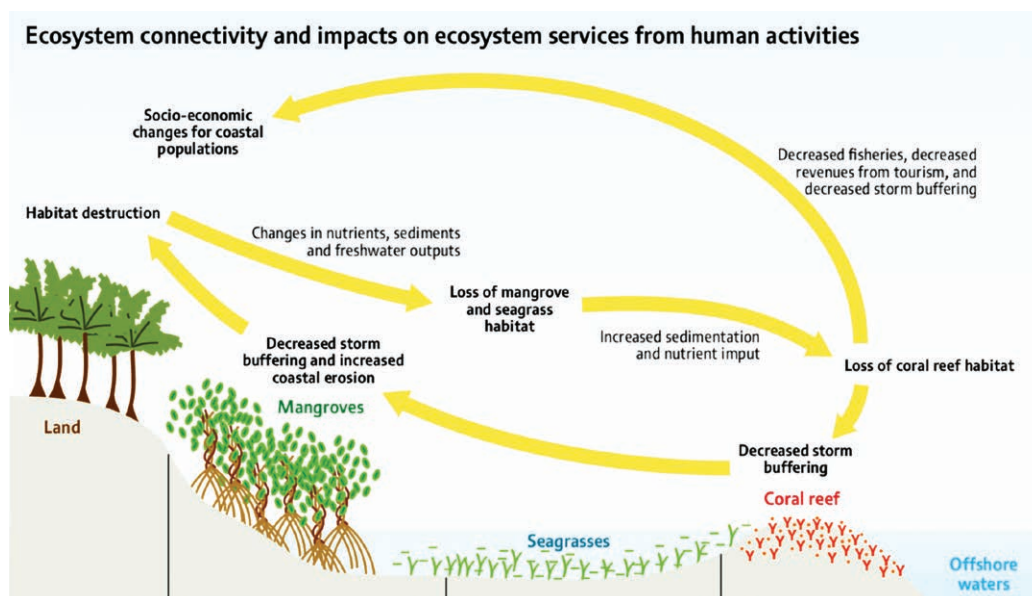 Ecosystem connectivity and impacts on ecosystem services from human activities
Socio-economic
changes for coastal
populations
Decreased fisheries, decreased
revenues from tourism, and
decreased storm buffering
Habitat destruction
Changes in nutrients, sediments
and freshwater outputs
Loss of mangrove
and seagrass
habitat
Increased sedimentation
and nutrient imput
Loss of coral reef habitat
Decreased storm
buffering and increased
coastal erosion
Mangroves
Land
Decreased storm
buffering
Coral reef
Seagrasses
Offshore
waters